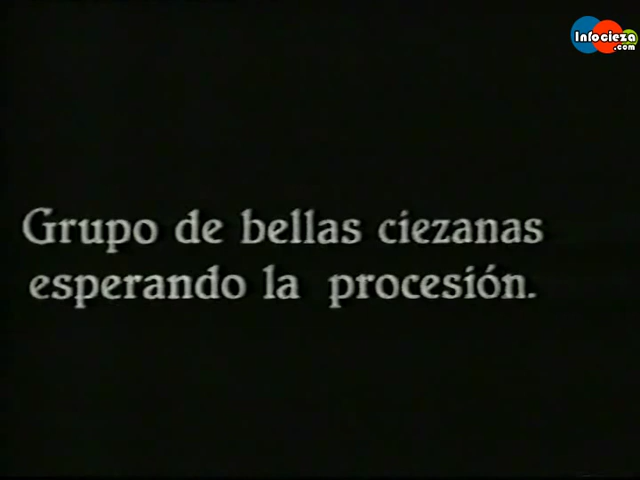 Infocieza
.com
Grupo de bellas ciezanas
esperando la procesión.